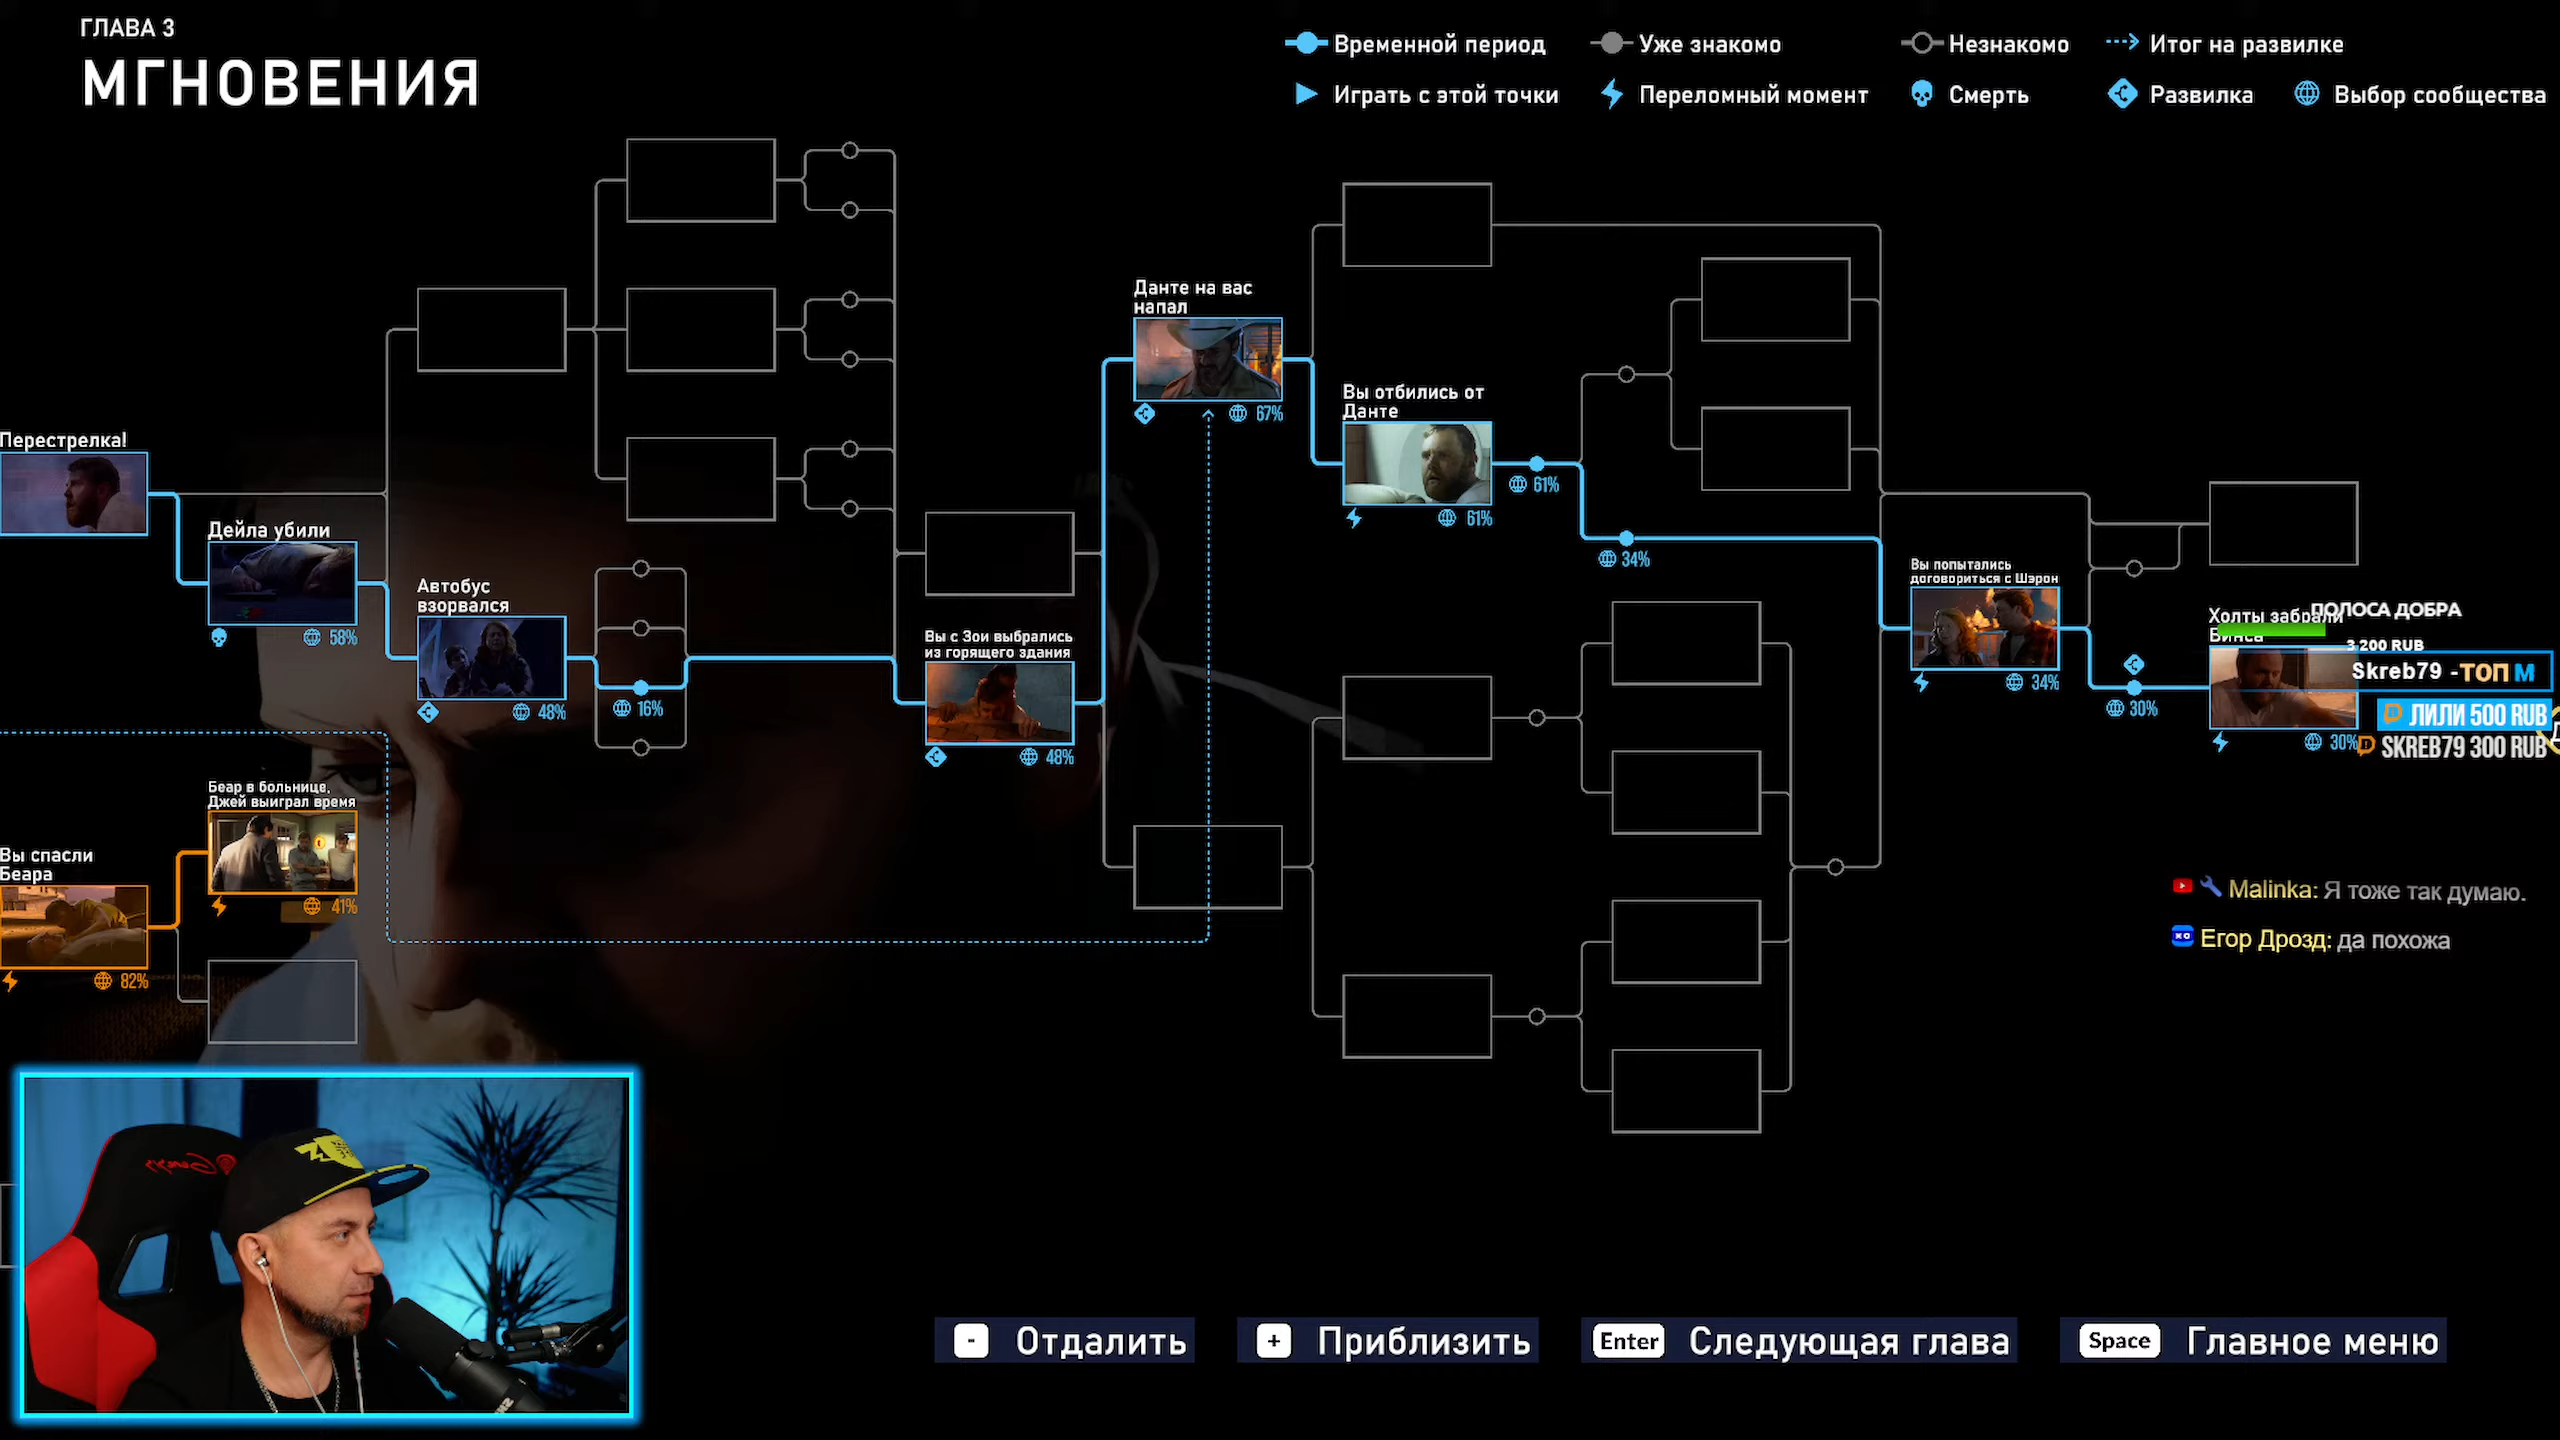 ГЛАВА 3
МГНОВЕНИЯ
Временной период
Уже знакомо
Незнакомо
Итог на развилке
Играть с этой точки
Переломный момент
Смерть
Развилка
Выбор сообщества
Данте на вас
напал
67%
Вы отбились от
Данте
61%
61%
Перестрелка!
Дейла убили
58%
Автобус
взорвался
48%
16%
Вы с Зои выбрались
из горящего здания
48%
34%
Вы попытались
договориться с Шэрон
34%
30%
Холты забрали
Винса
30%
ПОЛОСА ДОБРА
3 200 RUB
Skreb79 -ТОП М
ЛИЛИ 500 RUB
SKREB79 300 RUB
Беар в больнице,
Джей выиграл время
41%
Вы спасли
Беара
82%
Malinka: Я тоже так думаю.
Егор Дрозд: да похожа
- Отдалить
+ Приблизить
Enter Следующая глава
Space Главное меню